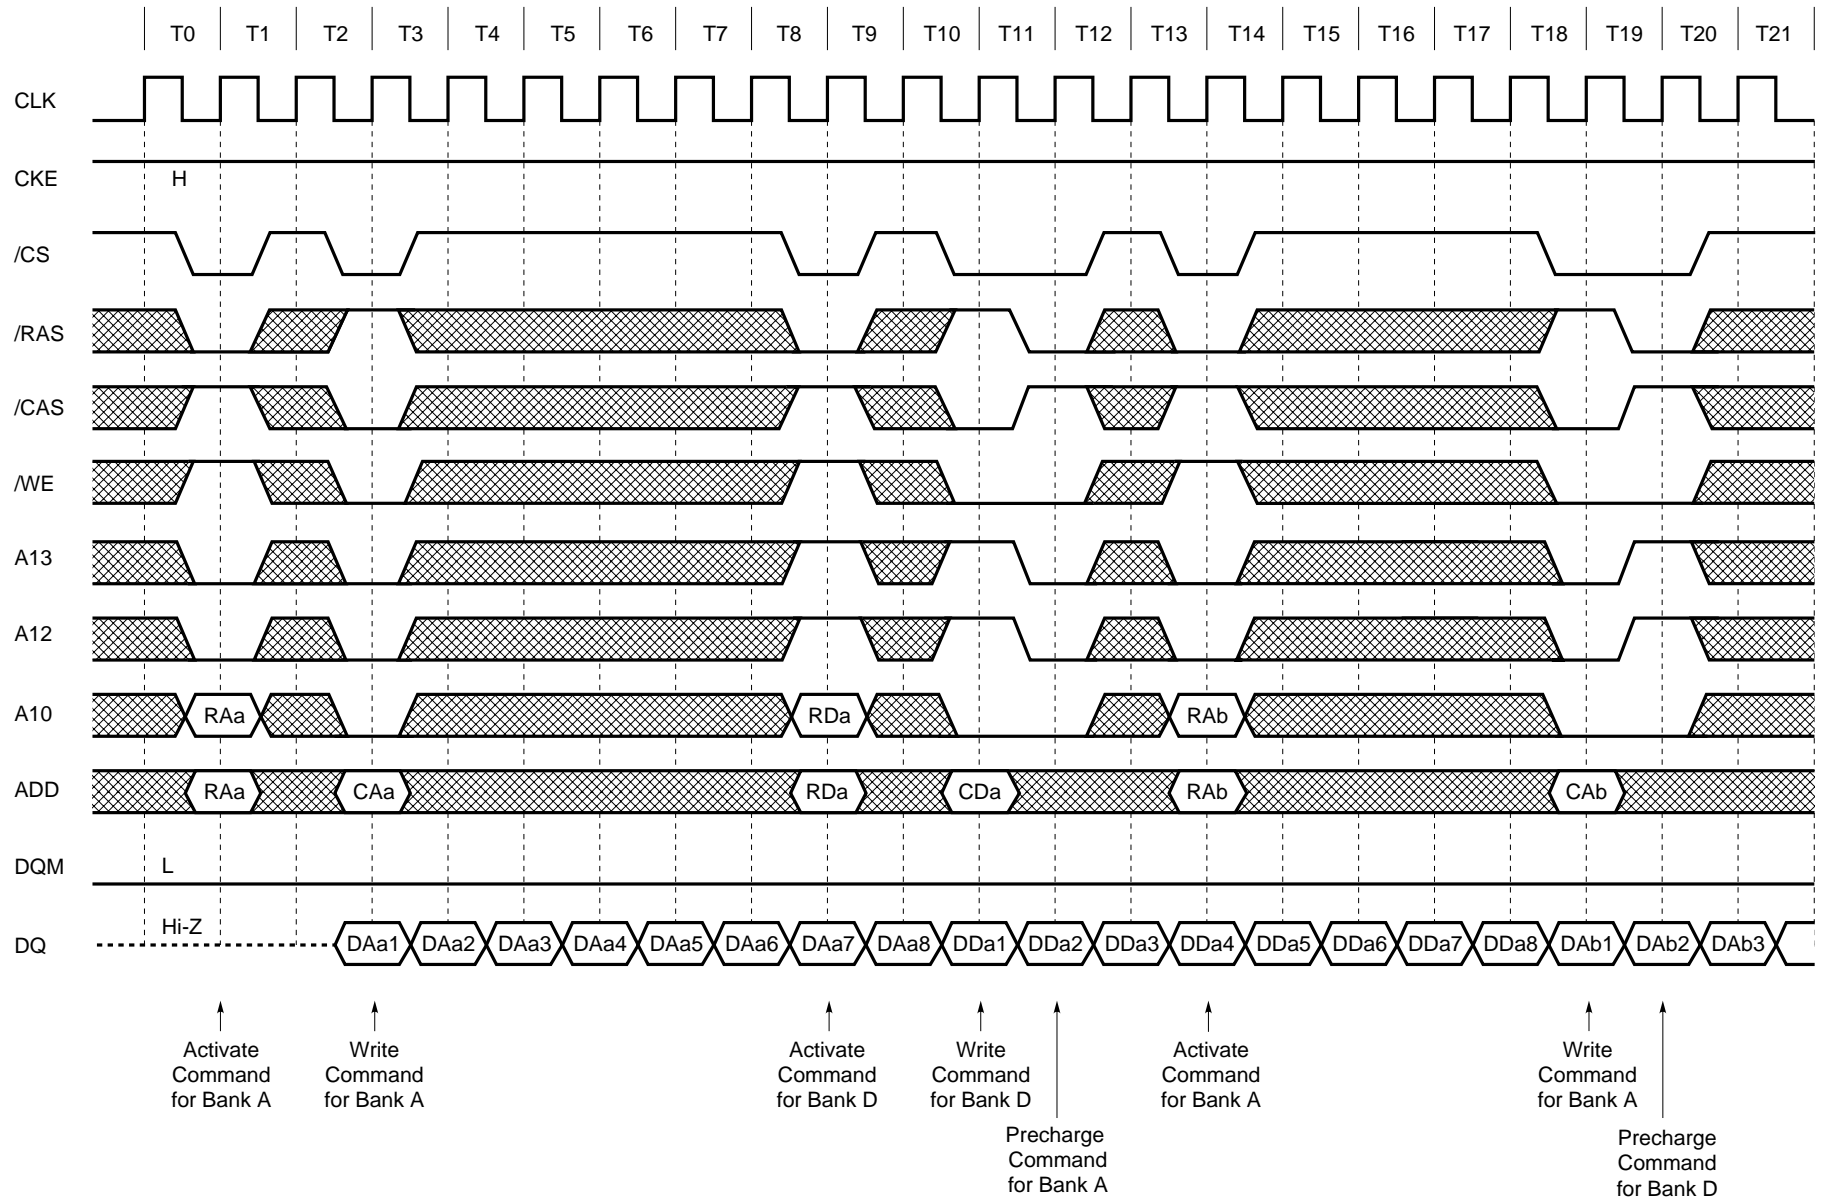 T0 T1 T2 T3 T4 T5 T6 T7 T8 T9 T10 T11 T12 T13 T14 T15 T16 T17 T18 T19 T20 T21
CLK
CKE H
/CS
/RAS
/CAS
/WE
A13
A12
A10 RAa RDa RAb
ADD RAa CAa RDa CDa RAb CAb
DQM L
Hi-Z
DQ DAa1 DAa2 DAa3 DAa4 DAa5 DAa6 DAa7 DAa8 DDa1 DDa2 DDa3 DDa4 DDa5 DDa6 DDa7 DDa8 DAb1 DAb2 DAb3
Activate
Command
for Bank A
Write
Command
for Bank A
Activate
Command
for Bank D
Write
Command
for Bank D
Precharge
Command
for Bank A
Activate
Command
for Bank A
Write
Command
for Bank A
Precharge
Command
for Bank D